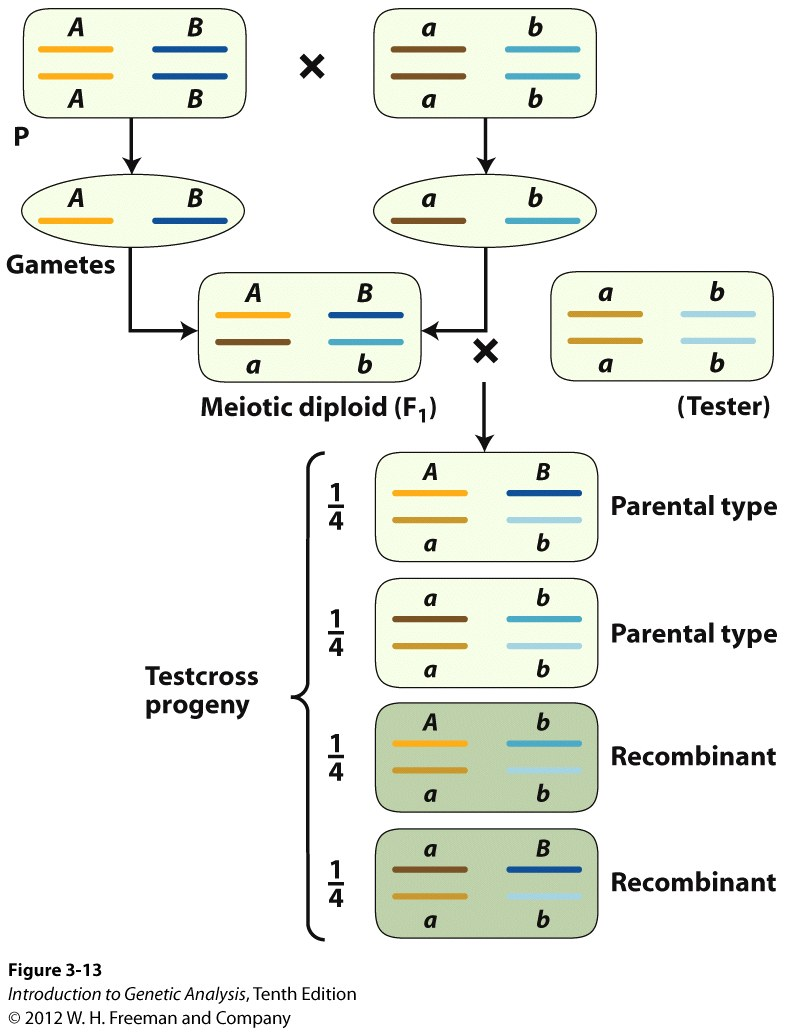 A B
A B
×
a b
a b
P
A B
a b
Gametes
A B
a b
Meiotic diploid (F1)
×
a b
a b
(Tester)
Testcross
progeny
1/4
A B
a b
Parental type
1/4
a b
a b
Parental type
1/4
A b
a b
Recombinant
1/4
a B
a b
Recombinant
Figure 3-13
Introduction to Genetic Analysis, Tenth Edition
© 2012 W. H. Freeman and Company